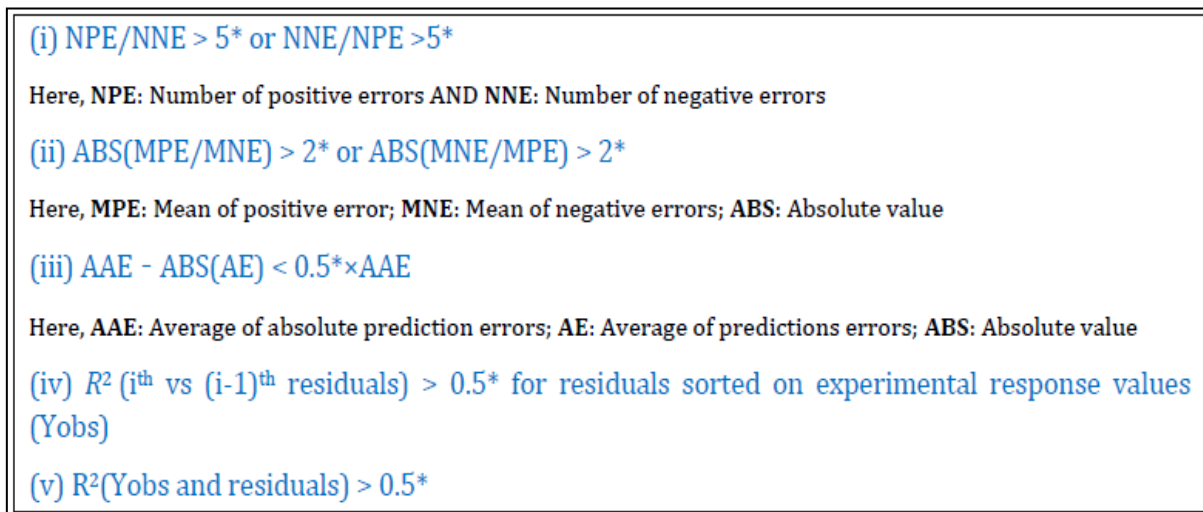 (i) NPE/NNE > 5* or NNE/NPE >5*
Here, NPE: Number of positive errors AND NNE: Number of negative errors
(ii) ABS(MPE/MNE) > 2* or ABS(MNE/MPE) > 2*
Here, MPE: Mean of positive error; MNE: Mean of negative errors; ABS: Absolute value
(iii) AAE - ABS(AE) < 0.5*×AAE
Here, AAE: Average of absolute prediction errors; AE: Average of predictions errors; ABS: Absolute value
(iv) R² (iᵗʰ vs (i-1)ᵗʰ residuals) > 0.5* for residuals sorted on experimental response values
(Yobs)
(v) R²(Yobs and residuals) > 0.5*